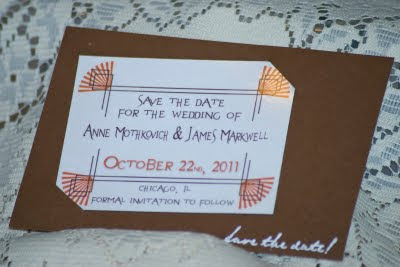 Save the Date
for the Wedding of
Anne Mothkovich & James Markwell
October 22nd, 2011
Chicago, IL
Formal Invitation to Follow
Save the date!